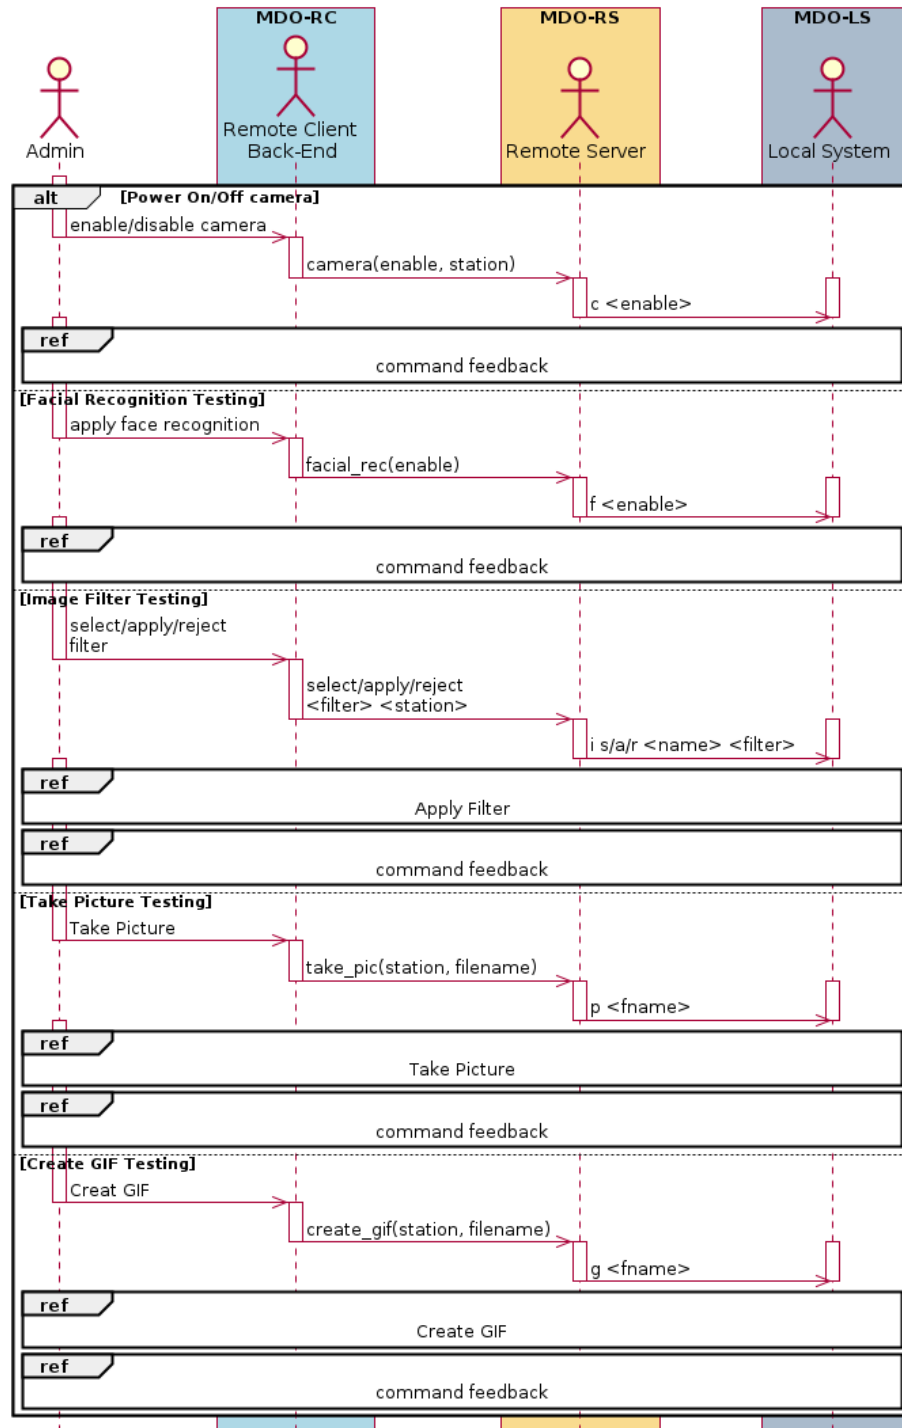 MDO-RC
MDO-RS
MDO-LS
Admin
Remote Client
Back-End
Remote Server
Local System
alt
[Power On/Off camera]
enable/disable camera
camera(enable, station)
c <enable>
ref
command feedback
[Facial Recognition Testing]
apply face recognition
facial_rec(enable)
f <enable>
ref
command feedback
[Image Filter Testing]
select/apply/reject
filter
select/apply/reject
<filter> <station>
i s/a/r <name> <filter>
ref
Apply Filter
ref
command feedback
[Take Picture Testing]
Take Picture
take_pic(station, filename)
p <fname>
ref
Take Picture
ref
command feedback
[Create GIF Testing]
Creat GIF
create_gif(station, filename)
g <fname>
ref
Create GIF
ref
command feedback